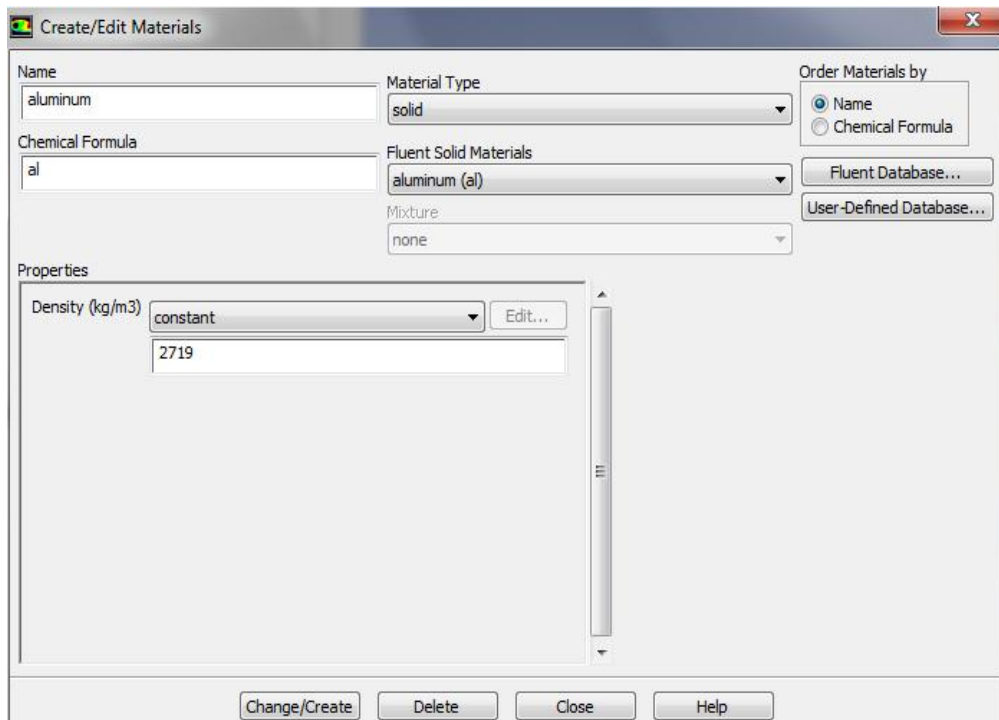 Create/Edit Materials
x
Name
aluminum
Chemical Formula
al
Material Type
solid
Fluent Solid Materials
aluminum (al)
Mixture
none
Order Materials by
Name
Chemical Formula
Fluent Database...
User-Defined Database...
Properties
Density (kg/m3) constant Edit...
2719
Change/Create Delete Close Help